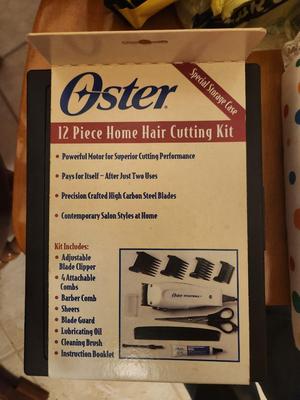 Oster
Special Storage Case
12 Piece Home Hair Cutting Kit
• Powerful Motor for Superior Cutting Performance
• Pays for Itself – After Just Two Uses
• Precision Crafted High Carbon Steel Blades
• Contemporary Salon Styles at Home
Kit Includes:
• Adjustable
Blade Clipper
• 4 Attachable
Combs
• Barber Comb
• Sheers
• Blade Guard
• Lubricating Oil
• Cleaning Brush
• Instruction Booklet
Oster